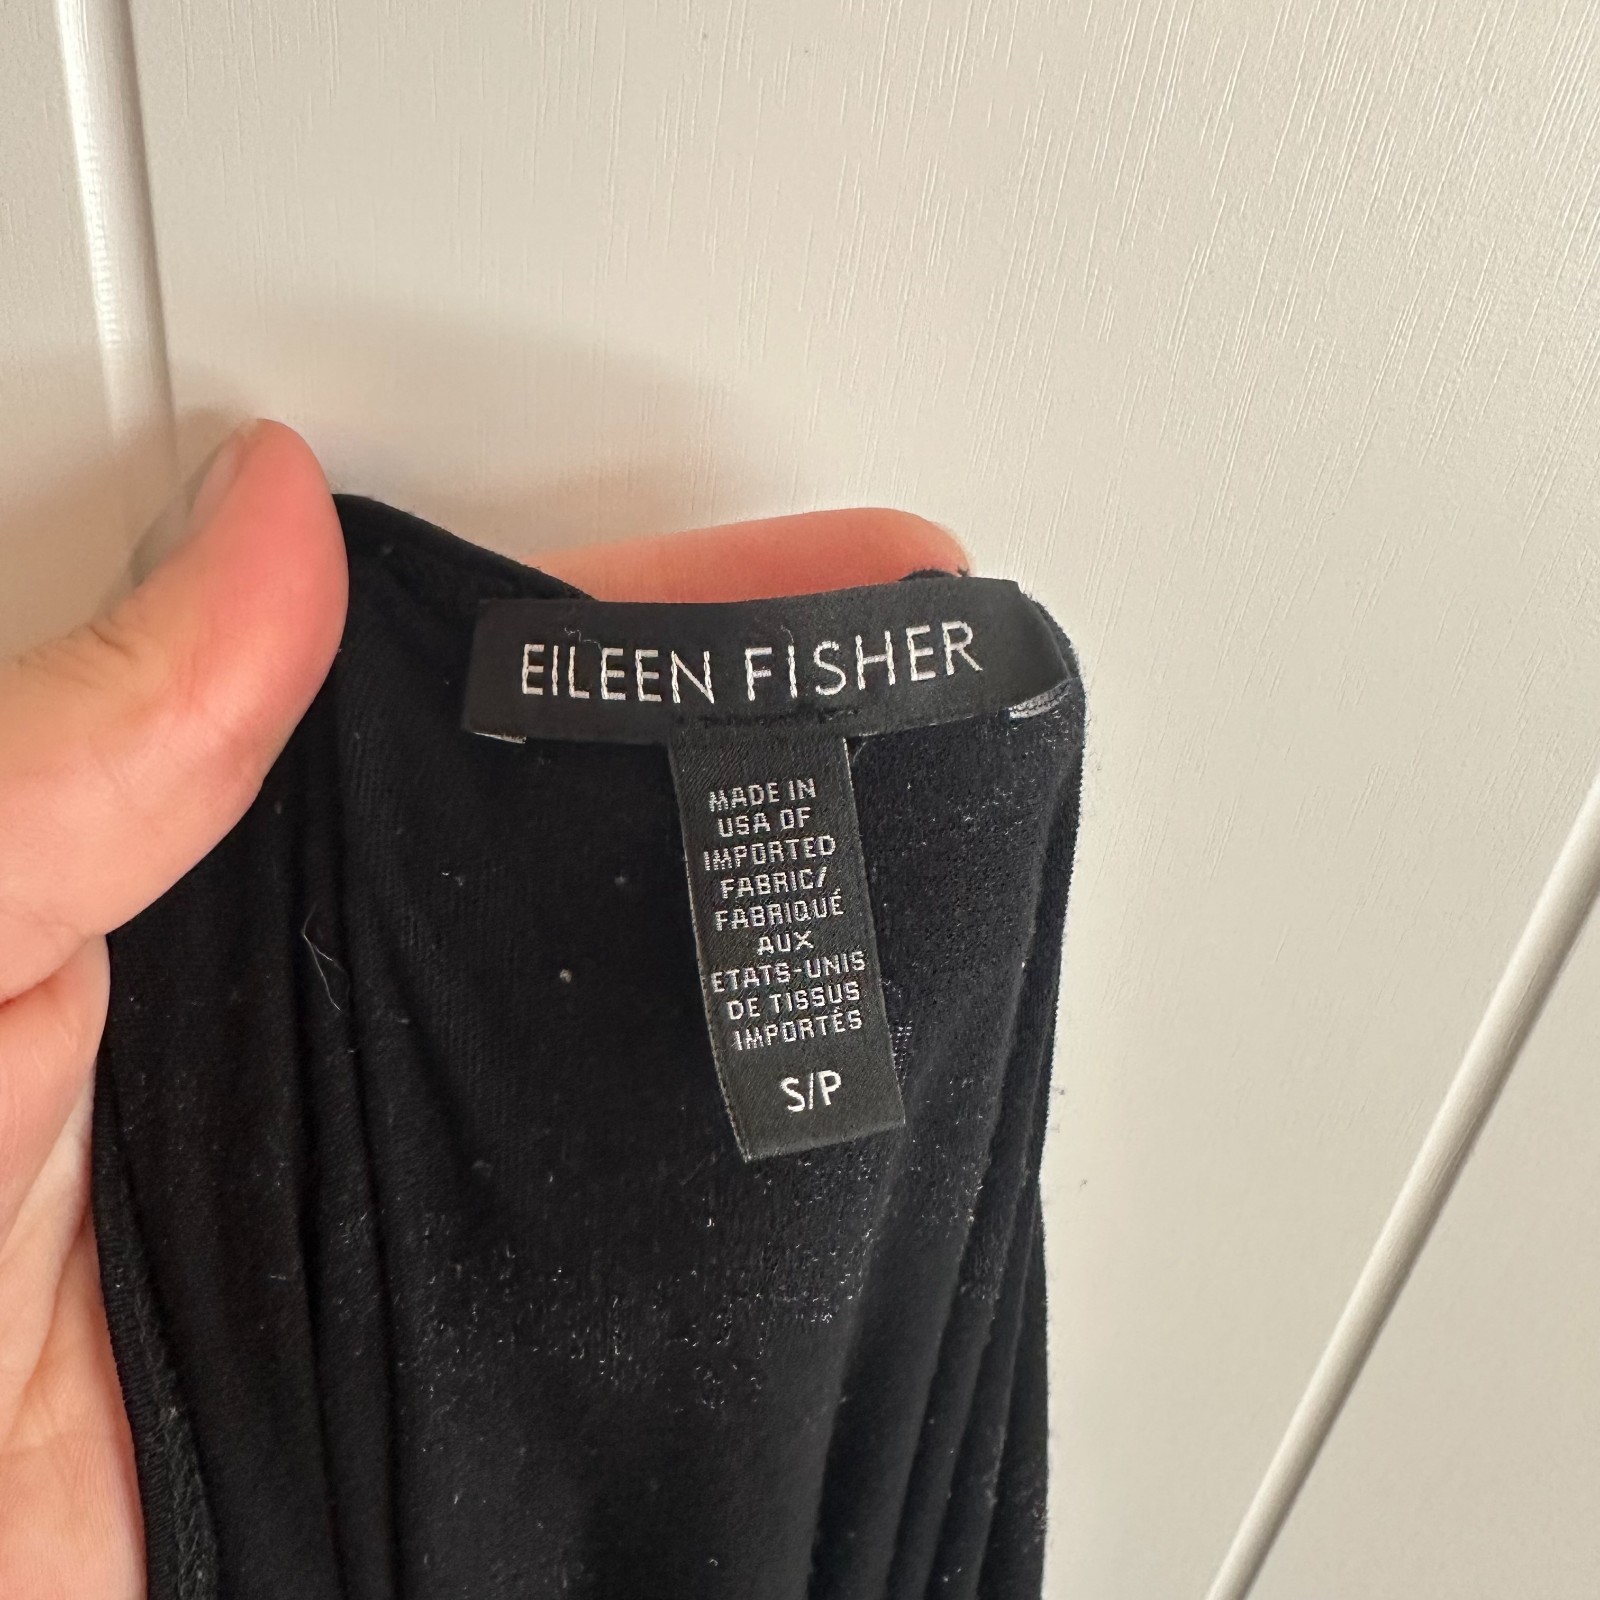 EILEEN FISHER
MADE IN
USA OF
IMPORTED
FABRIC/
FABRIQUÉ
AUX
ETATS-UNIS
DE TISSUS
IMPORTÉS
S/P